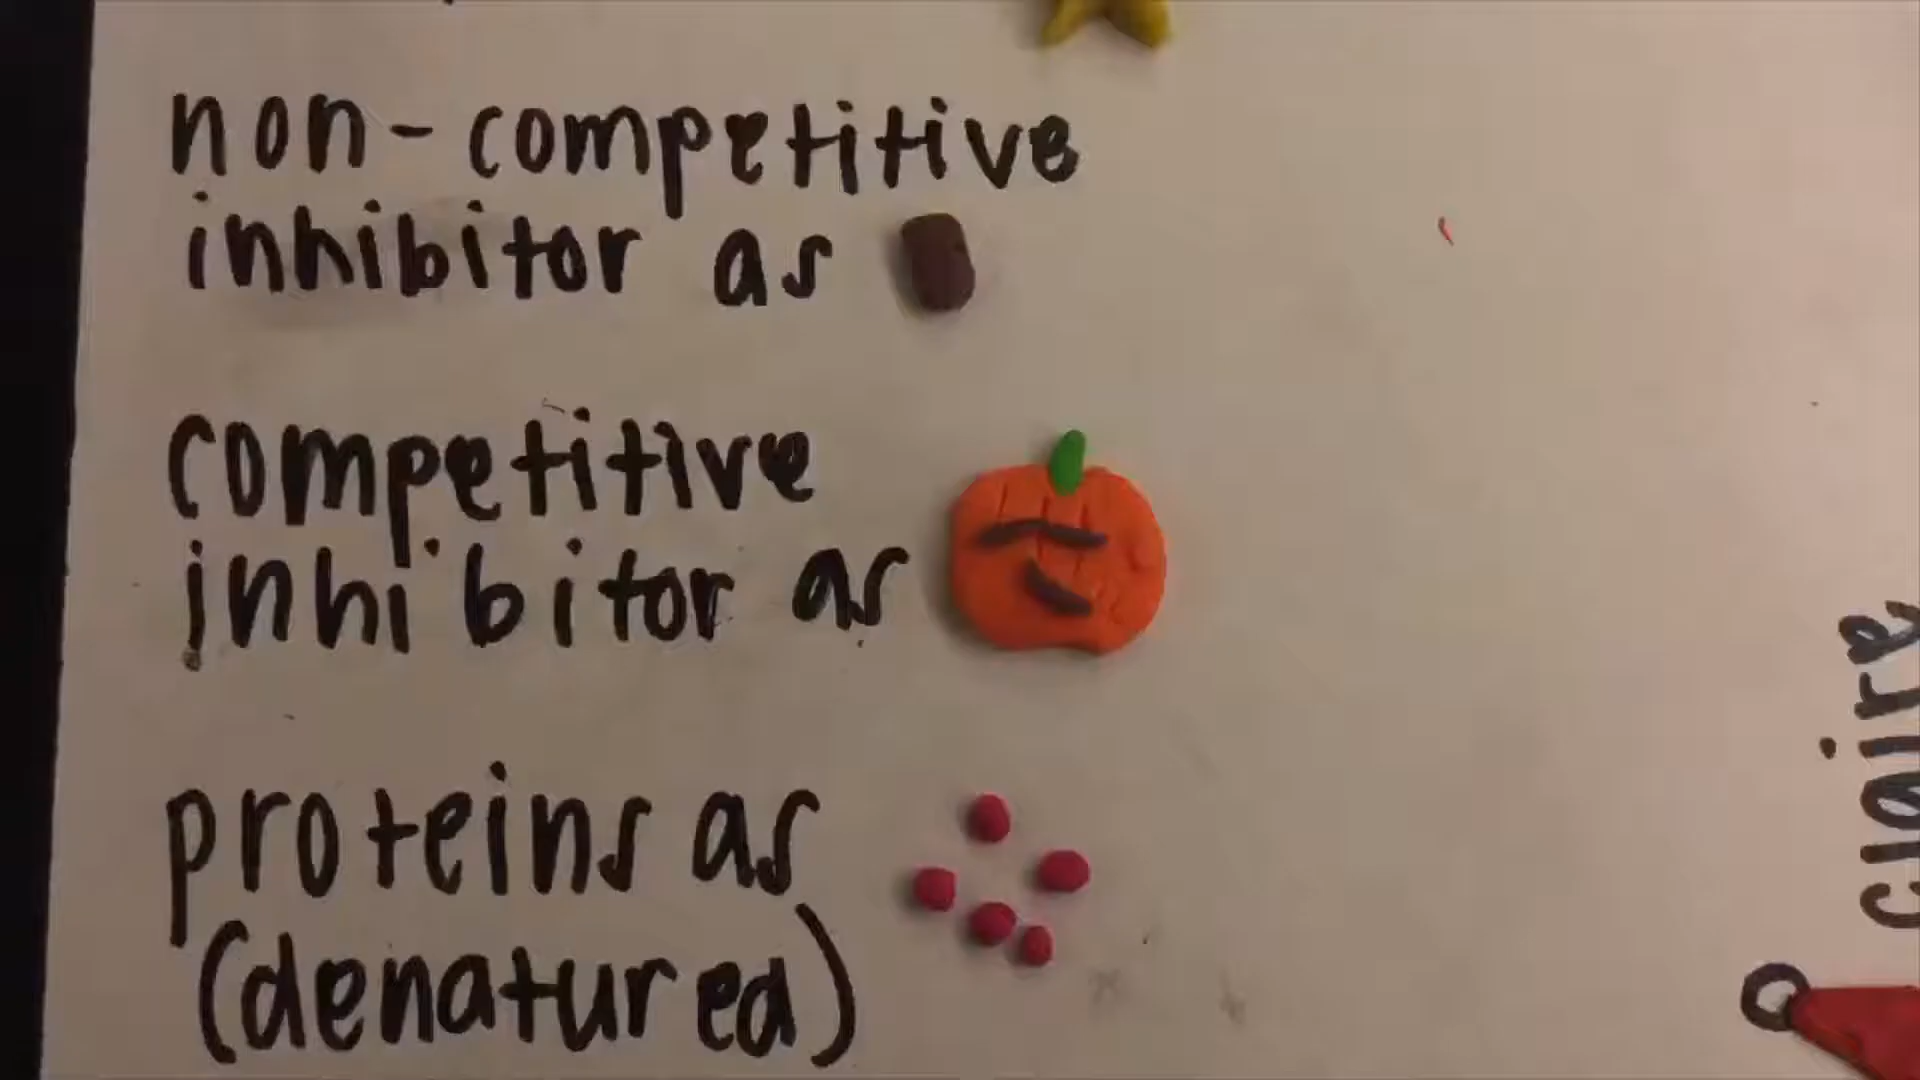 non-competitive
inhibitor as
competitive
inhibitor as
proteins as
(denatured)
claire